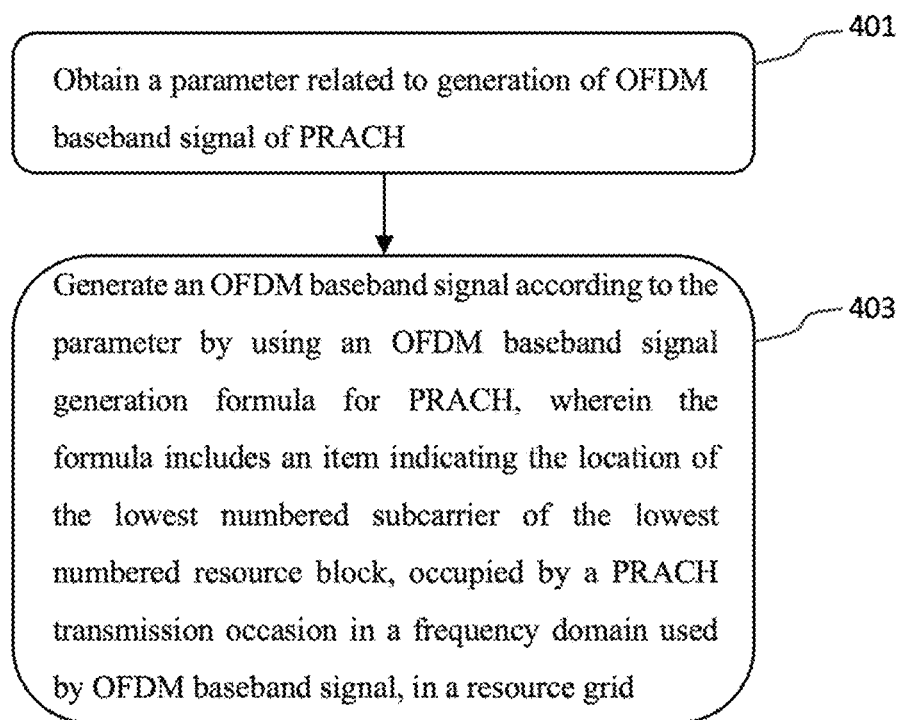 401
Obtain a parameter related to generation of OFDM
baseband signal of PRACH
Generate an OFDM baseband signal according to the
403
parameter by using an OFDM baseband signal
generation formula for PRACH, wherein the
formula includes an item indicating the location of
the lowest numbered subcarrier of the lowest
numbered resource block, occupied by a PRACH
transmission occasion in a frequency domain used
by OFDM baseband signal, in a resource grid